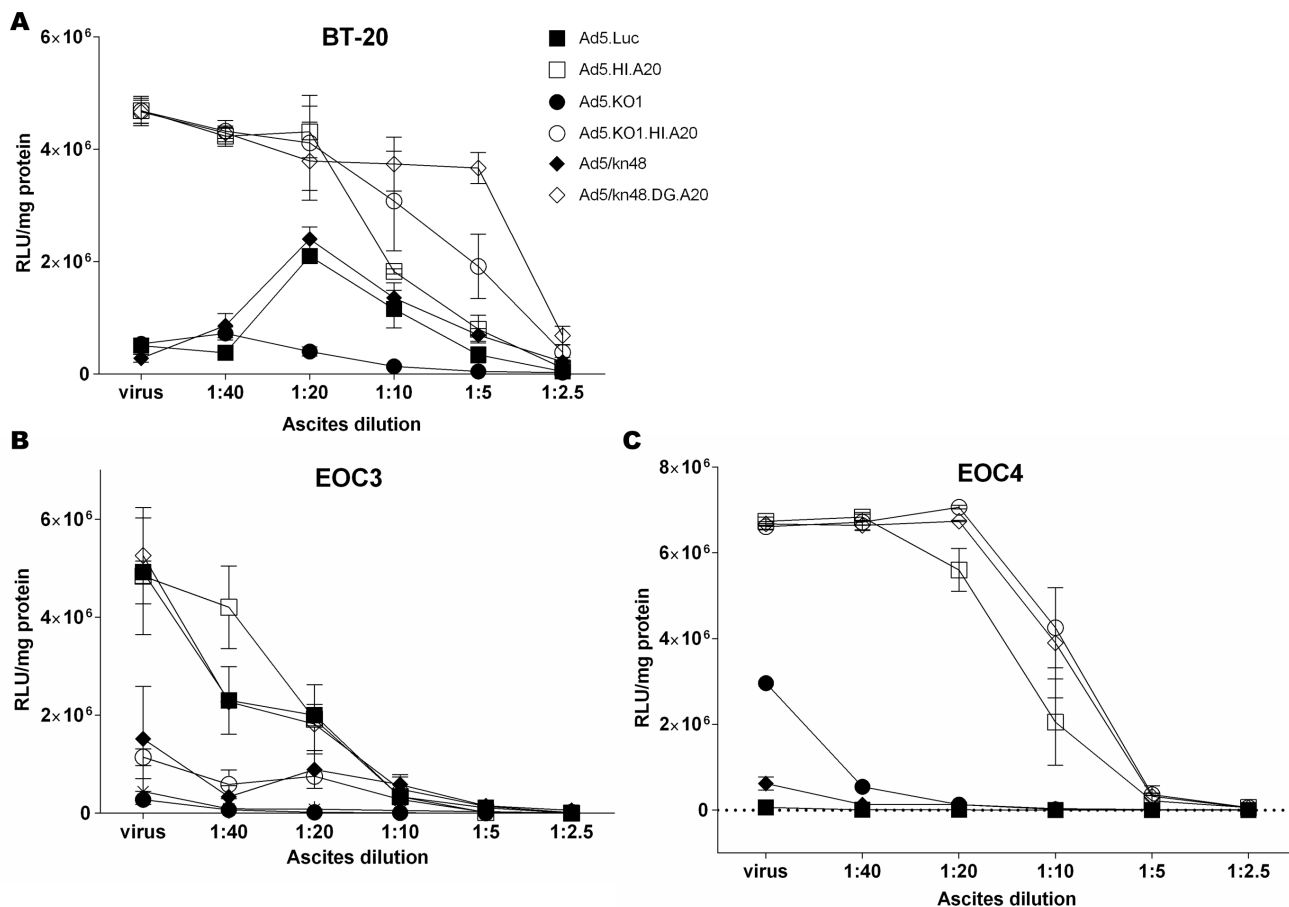 A
BT-20
6×10⁶
4×10⁶
2×10⁶
0
RLU/mg protein
virus 1:40 1:20 1:10 1:5 1:2.5
Ascites dilution
Ad5.Luc
Ad5.HI.A20
Ad5.KO1
Ad5.KO1.HI.A20
Ad5/kn48
Ad5/kn48.DG.A20
B
EOC3
6×10⁶
4×10⁶
2×10⁶
0
RLU/mg protein
virus 1:40 1:20 1:10 1:5 1:2.5
Ascites dilution
C
EOC4
8×10⁶
6×10⁶
4×10⁶
2×10⁶
0
RLU/mg protein
virus 1:40 1:20 1:10 1:5 1:2.5
Ascites dilution